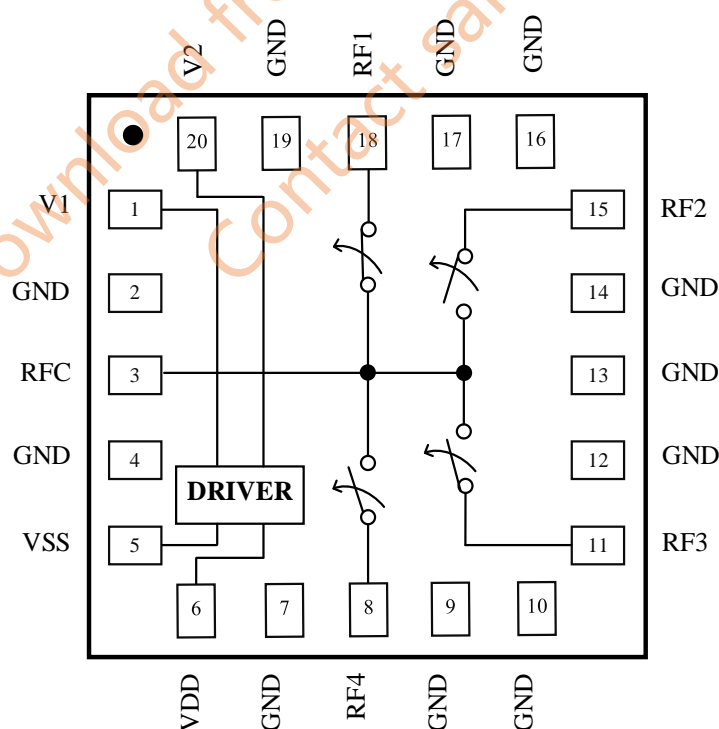 V2
GND
RF1
GND
GND
20
19
18
17
16
V1
1
15
RF2
GND
2
14
GND
RFC
3
13
GND
GND
4
12
GND
DRIVER
VSS
5
11
RF3
6
7
8
9
10
VDD
GND
RF4
GND
GND
Contact sa